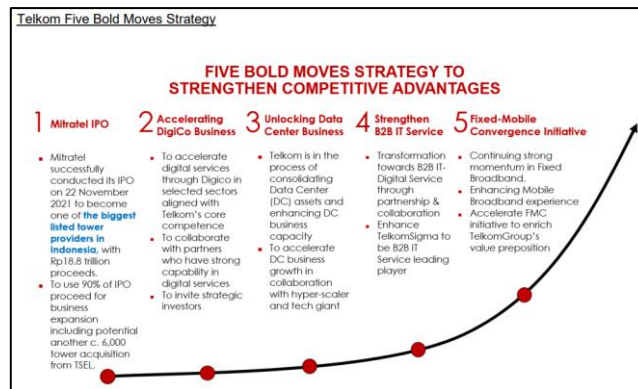 Telkom Five Bold Moves Strategy
FIVE BOLD MOVES STRATEGY TO
STRENGTHEN COMPETITIVE ADVANTAGES
1 Mitratel IPO
▪ Mitratel
successfully
conducted its IPO
on 22 November
2021 to become
one of the biggest
listed tower
providers in
Indonesia, with
Rp18.8 trillion
proceeds.
▪ To use 90% of IPO
proceed for
business
expansion
including potential
another c. 6,000
tower acquisition
from TSEL.
2 Accelerating
DigiCo Business
▪ To accelerate
digital services
through Digico in
selected sectors
aligned with
Telkom's core
competence
▪ To collaborate
with partners
who have strong
capability in
digital services
▪ To invite strategic
investors
3 Unlocking Data
Center Business
▪ Telkom is in the
process of
consolidating
Data Center
(DC) assets and
enhancing DC
business
capacity
▪ To accelerate
DC business
growth in
collaboration
with hyper-scaler
and tech giant
4 Strengthen
B2B IT Service
▪ Transformation
towards B2B IT-
Digital Service
through
partnership &
collaboration
▪ Enhance
TelkomSigma to
be B2B IT
Service leading
player
5 Fixed-Mobile
Convergence Initiative
▪ Continuing strong
momentum in Fixed
Broadband.
▪ Enhancing Mobile
Broadband experience
▪ Accelerate FMC
initiative to enrich
TelkomGroup's
value preposition